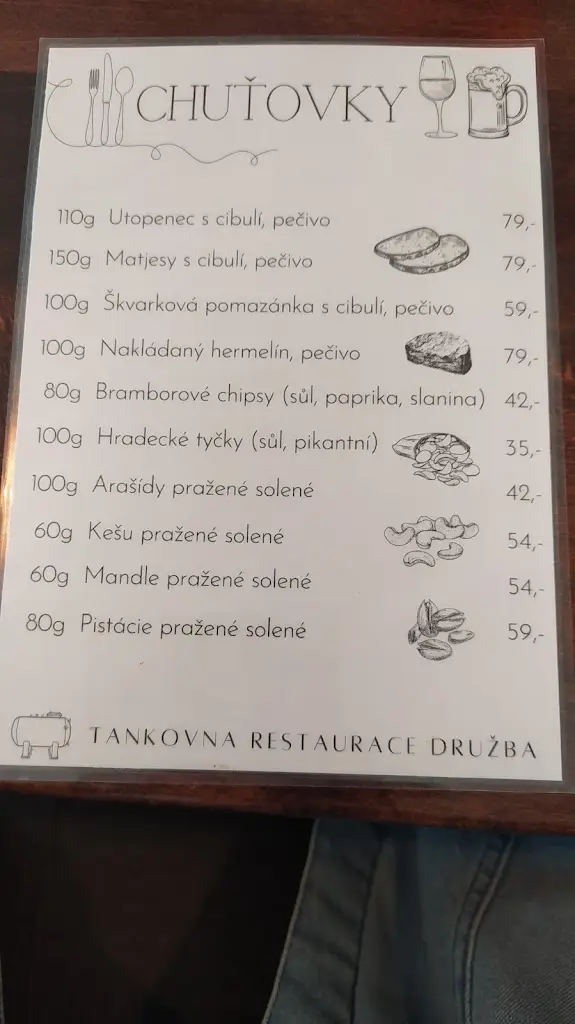 CHUŤOVKY
110g Utopenec s cibulí, pečivo 79,-
150g Matjesy s cibulí, pečivo 79,-
100g Škvarková pomazánka s cibulí, pečivo 59,-
100g Nakládaný hermelín, pečivo 79,-
80g Bramborové chipsy (sůl, paprika, slanina) 42,-
100g Hradecké tyčky (sůl, pikantní) 35,-
100g Arašídy pražené solené 42,-
60g Kešu pražené solené 54,-
60g Mandle pražené solené 54,-
80g Pistácie pražené solené 59,-
TANKOVNA RESTAURACE DRUŽBA